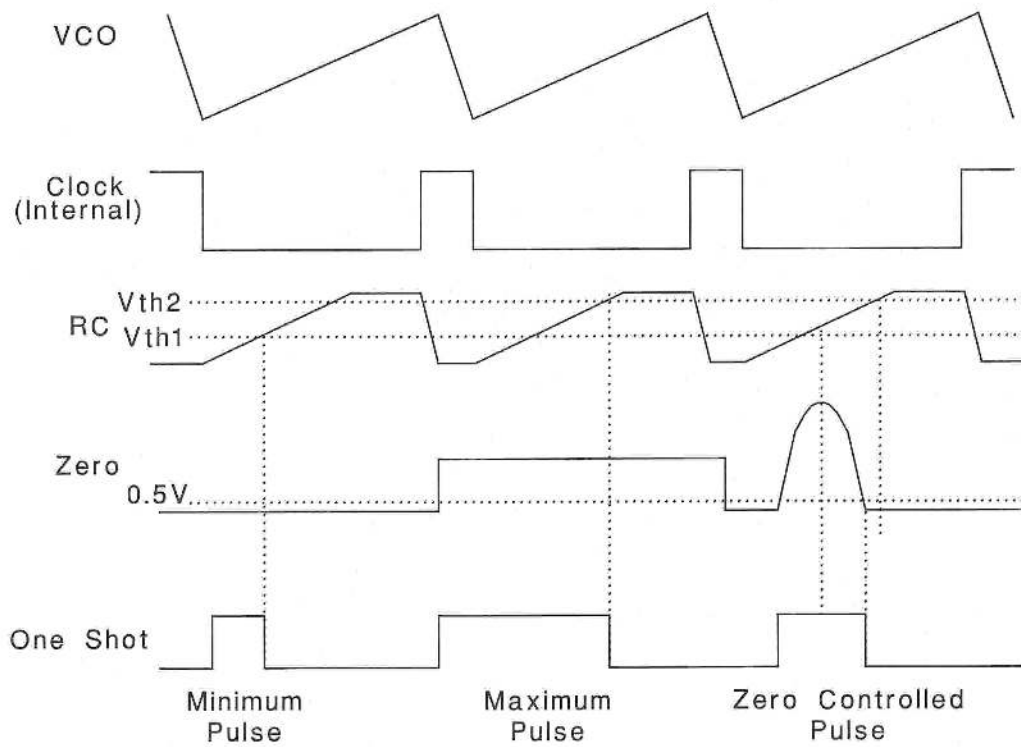 VCO
Clock
(Internal)
Vth2
RC
Vth1
Zero
0.5V
One Shot
Minimum
Pulse
Maximum
Pulse
Zero Controlled
Pulse